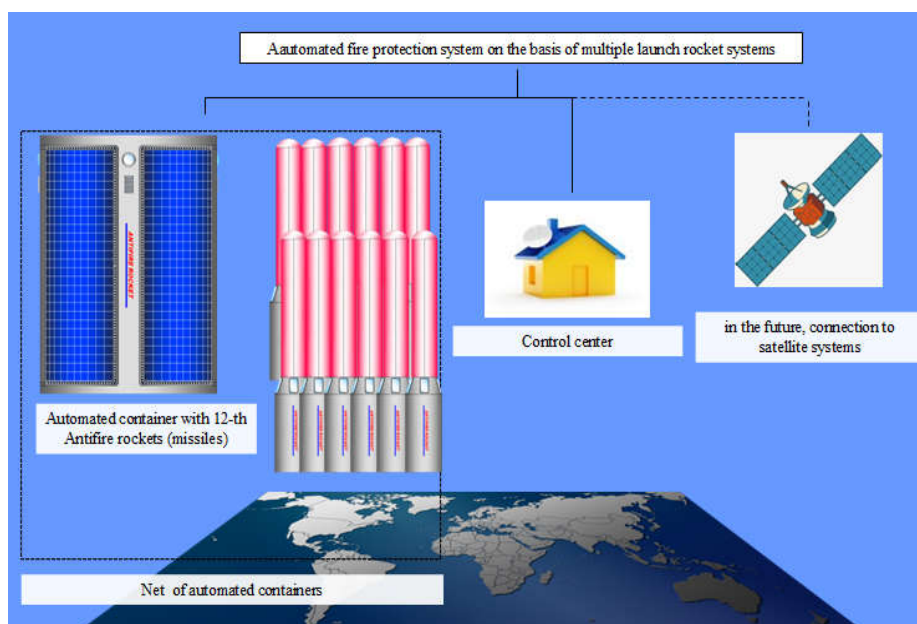 Aautomated fire protection system on the basis of multiple launch rocket systems
ANTIFIRE ROCKET
Control center
in the future, connection to
satellite systems
Automated container with 12-th
Antifire rockets (missiles)
Net of automated containers